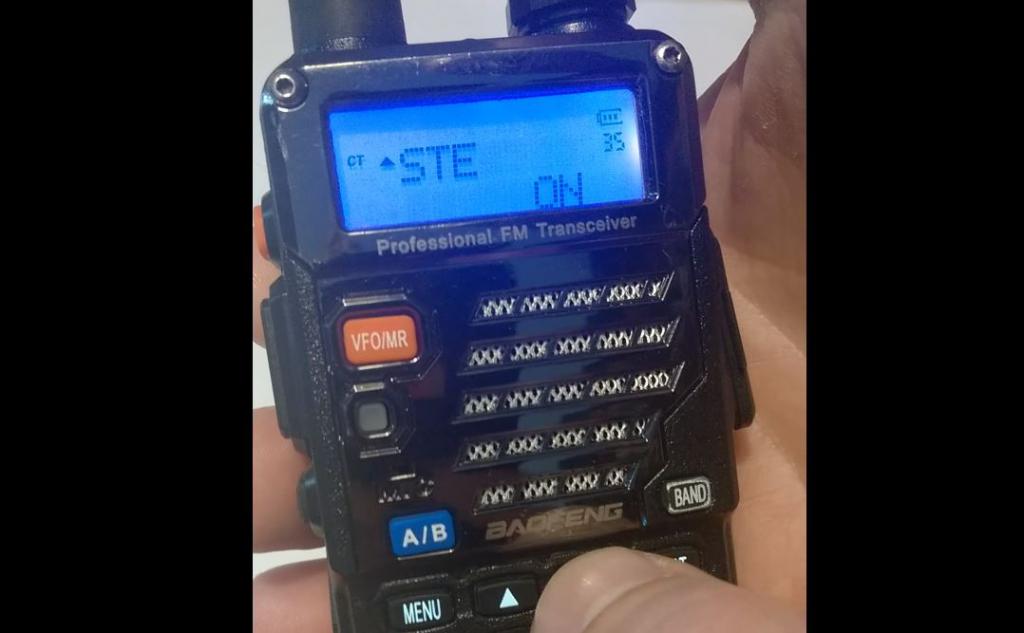 CT ▲STE 35
ON
Professional FM Transceiver
VFO/MR
BAOFENG
BAND
A/B
MENU ▲